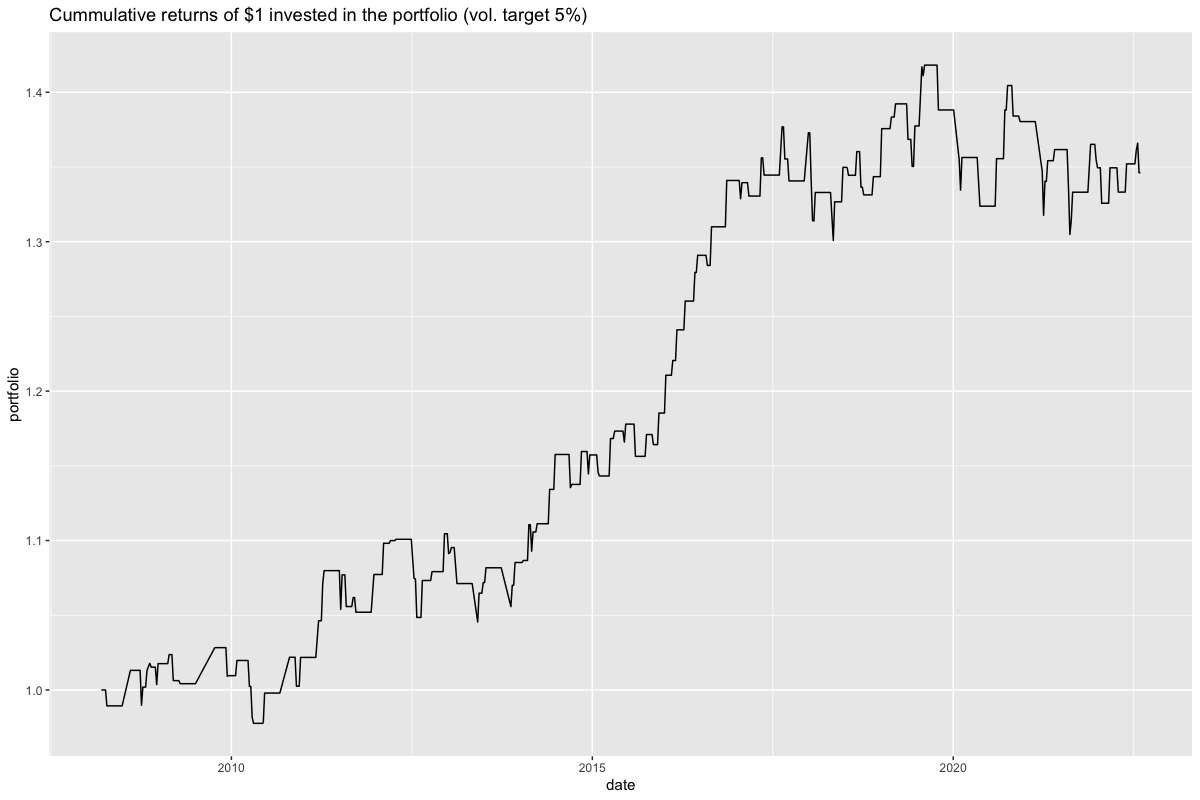 Cummulative returns of $1 invested in the portfolio (vol. target 5%)
1.4
1.3
1.2
1.1
1.0
portfolio
2010 2015 2020
date